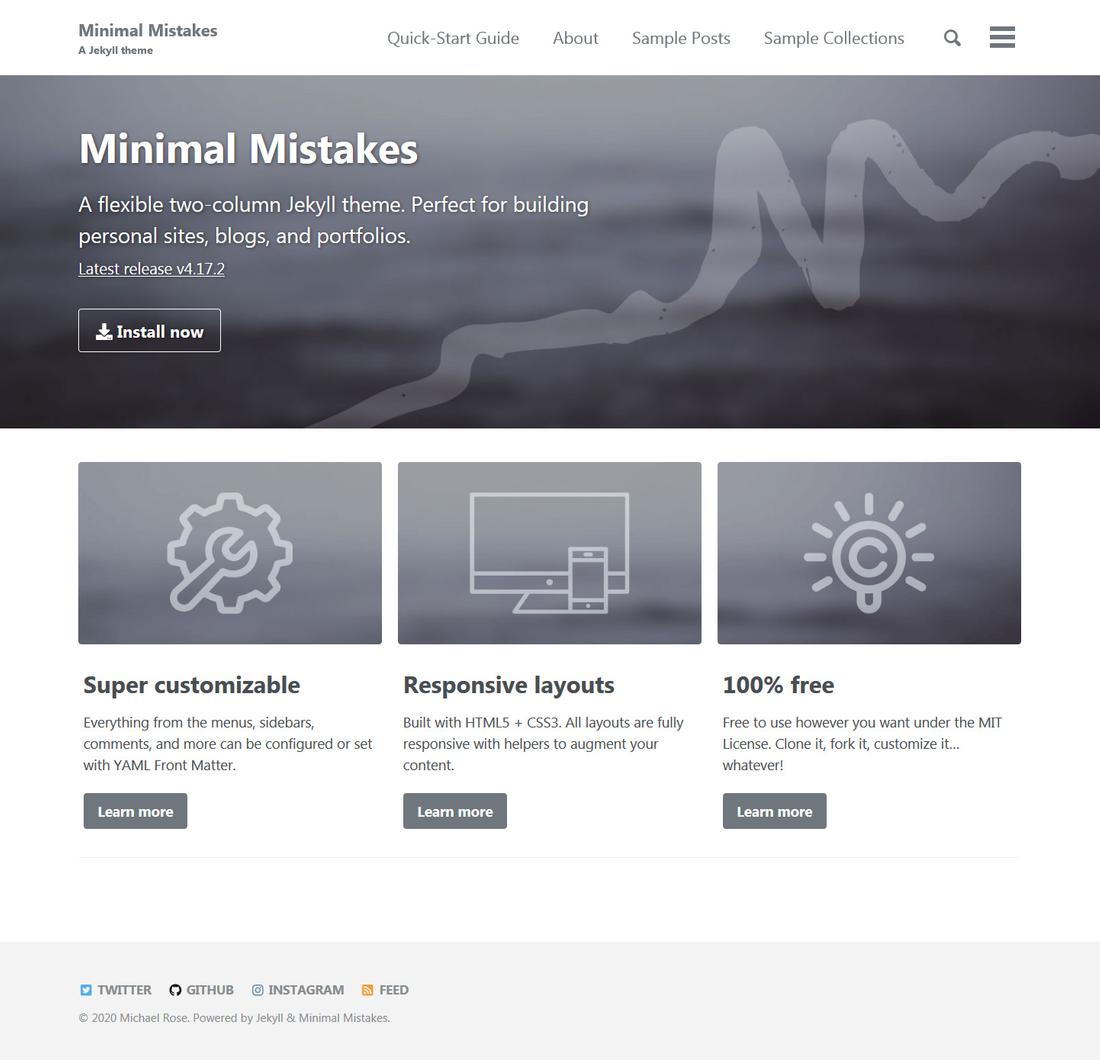 Minimal Mistakes
A Jekyll theme
Quick-Start Guide
About
Sample Posts
Sample Collections
Minimal Mistakes
A flexible two-column Jekyll theme. Perfect for building
personal sites, blogs, and portfolios.
Latest release v4.17.2
Install now
Super customizable
Everything from the menus, sidebars,
comments, and more can be configured or set
with YAML Front Matter.
Learn more
Responsive layouts
Built with HTML5 + CSS3. All layouts are fully
responsive with helpers to augment your
content.
Learn more
100% free
Free to use however you want under the MIT
License. Clone it, fork it, customize it...
whatever!
Learn more
TWITTER
GITHUB
INSTAGRAM
FEED
© 2020 Michael Rose. Powered by Jekyll & Minimal Mistakes.